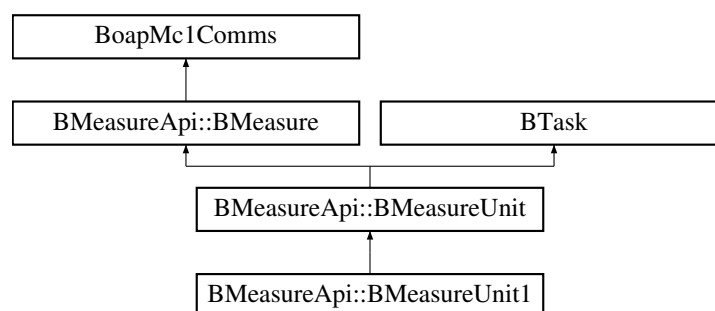 BoapMc1Comms
BMeasureApi::BMeasure
BTask
BMeasureApi::BMeasureUnit
BMeasureApi::BMeasureUnit1